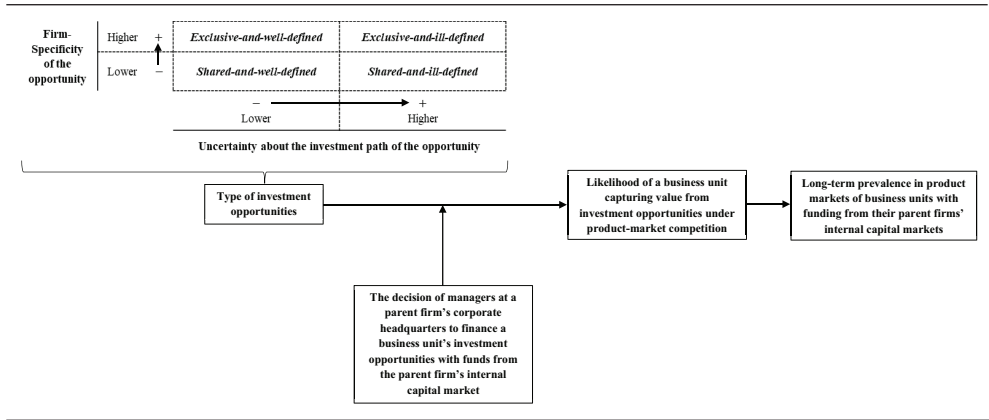 Firm-
Specificity
of the
opportunity
Higher +
Lower –
Exclusive-and-well-defined
Exclusive-and-ill-defined
Shared-and-well-defined
Shared-and-ill-defined
– +
Lower Higher
Uncertainty about the investment path of the opportunity
Type of investment
opportunities
Likelihood of a business unit
capturing value from
investment opportunities under
product-market competition
Long-term prevalence in product
markets of business units with
funding from their parent firms'
internal capital markets
The decision of managers at a
parent firm's corporate
headquarters to finance a
business unit's investment
opportunities with funds from
the parent firm's internal
capital market